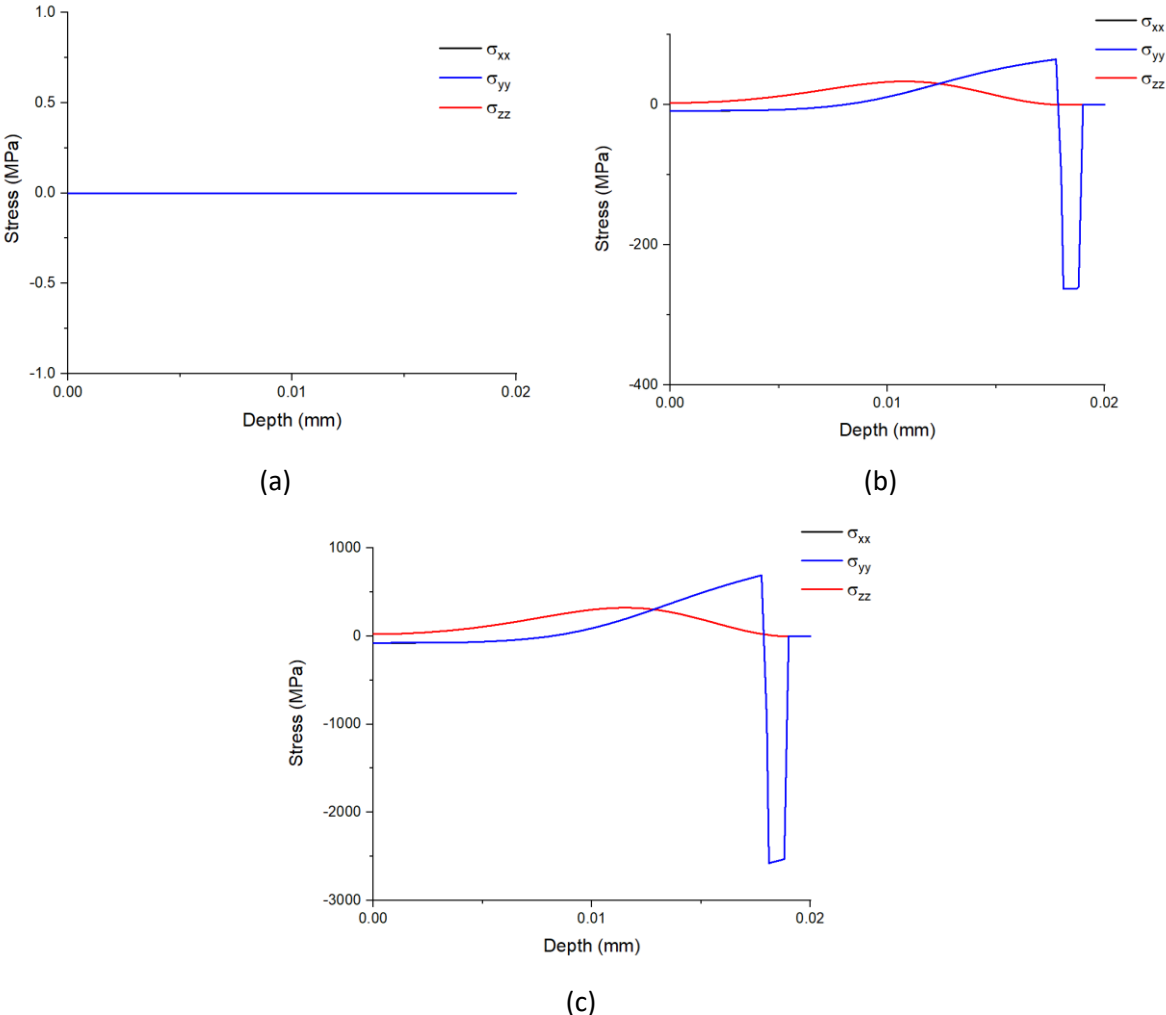 1.0
0.5
0.0
-0.5
-1.0
Stress (MPa)
0.00
0.01
0.02
Depth (mm)
σxx
σyy
σzz
(a)
0
-200
-400
Stress (MPa)
0.00
0.01
0.02
Depth (mm)
σxx
σyy
σzz
(b)
1000
0
-1000
-2000
-3000
Stress (MPa)
0.00
0.01
0.02
Depth (mm)
σxx
σyy
σzz
(c)